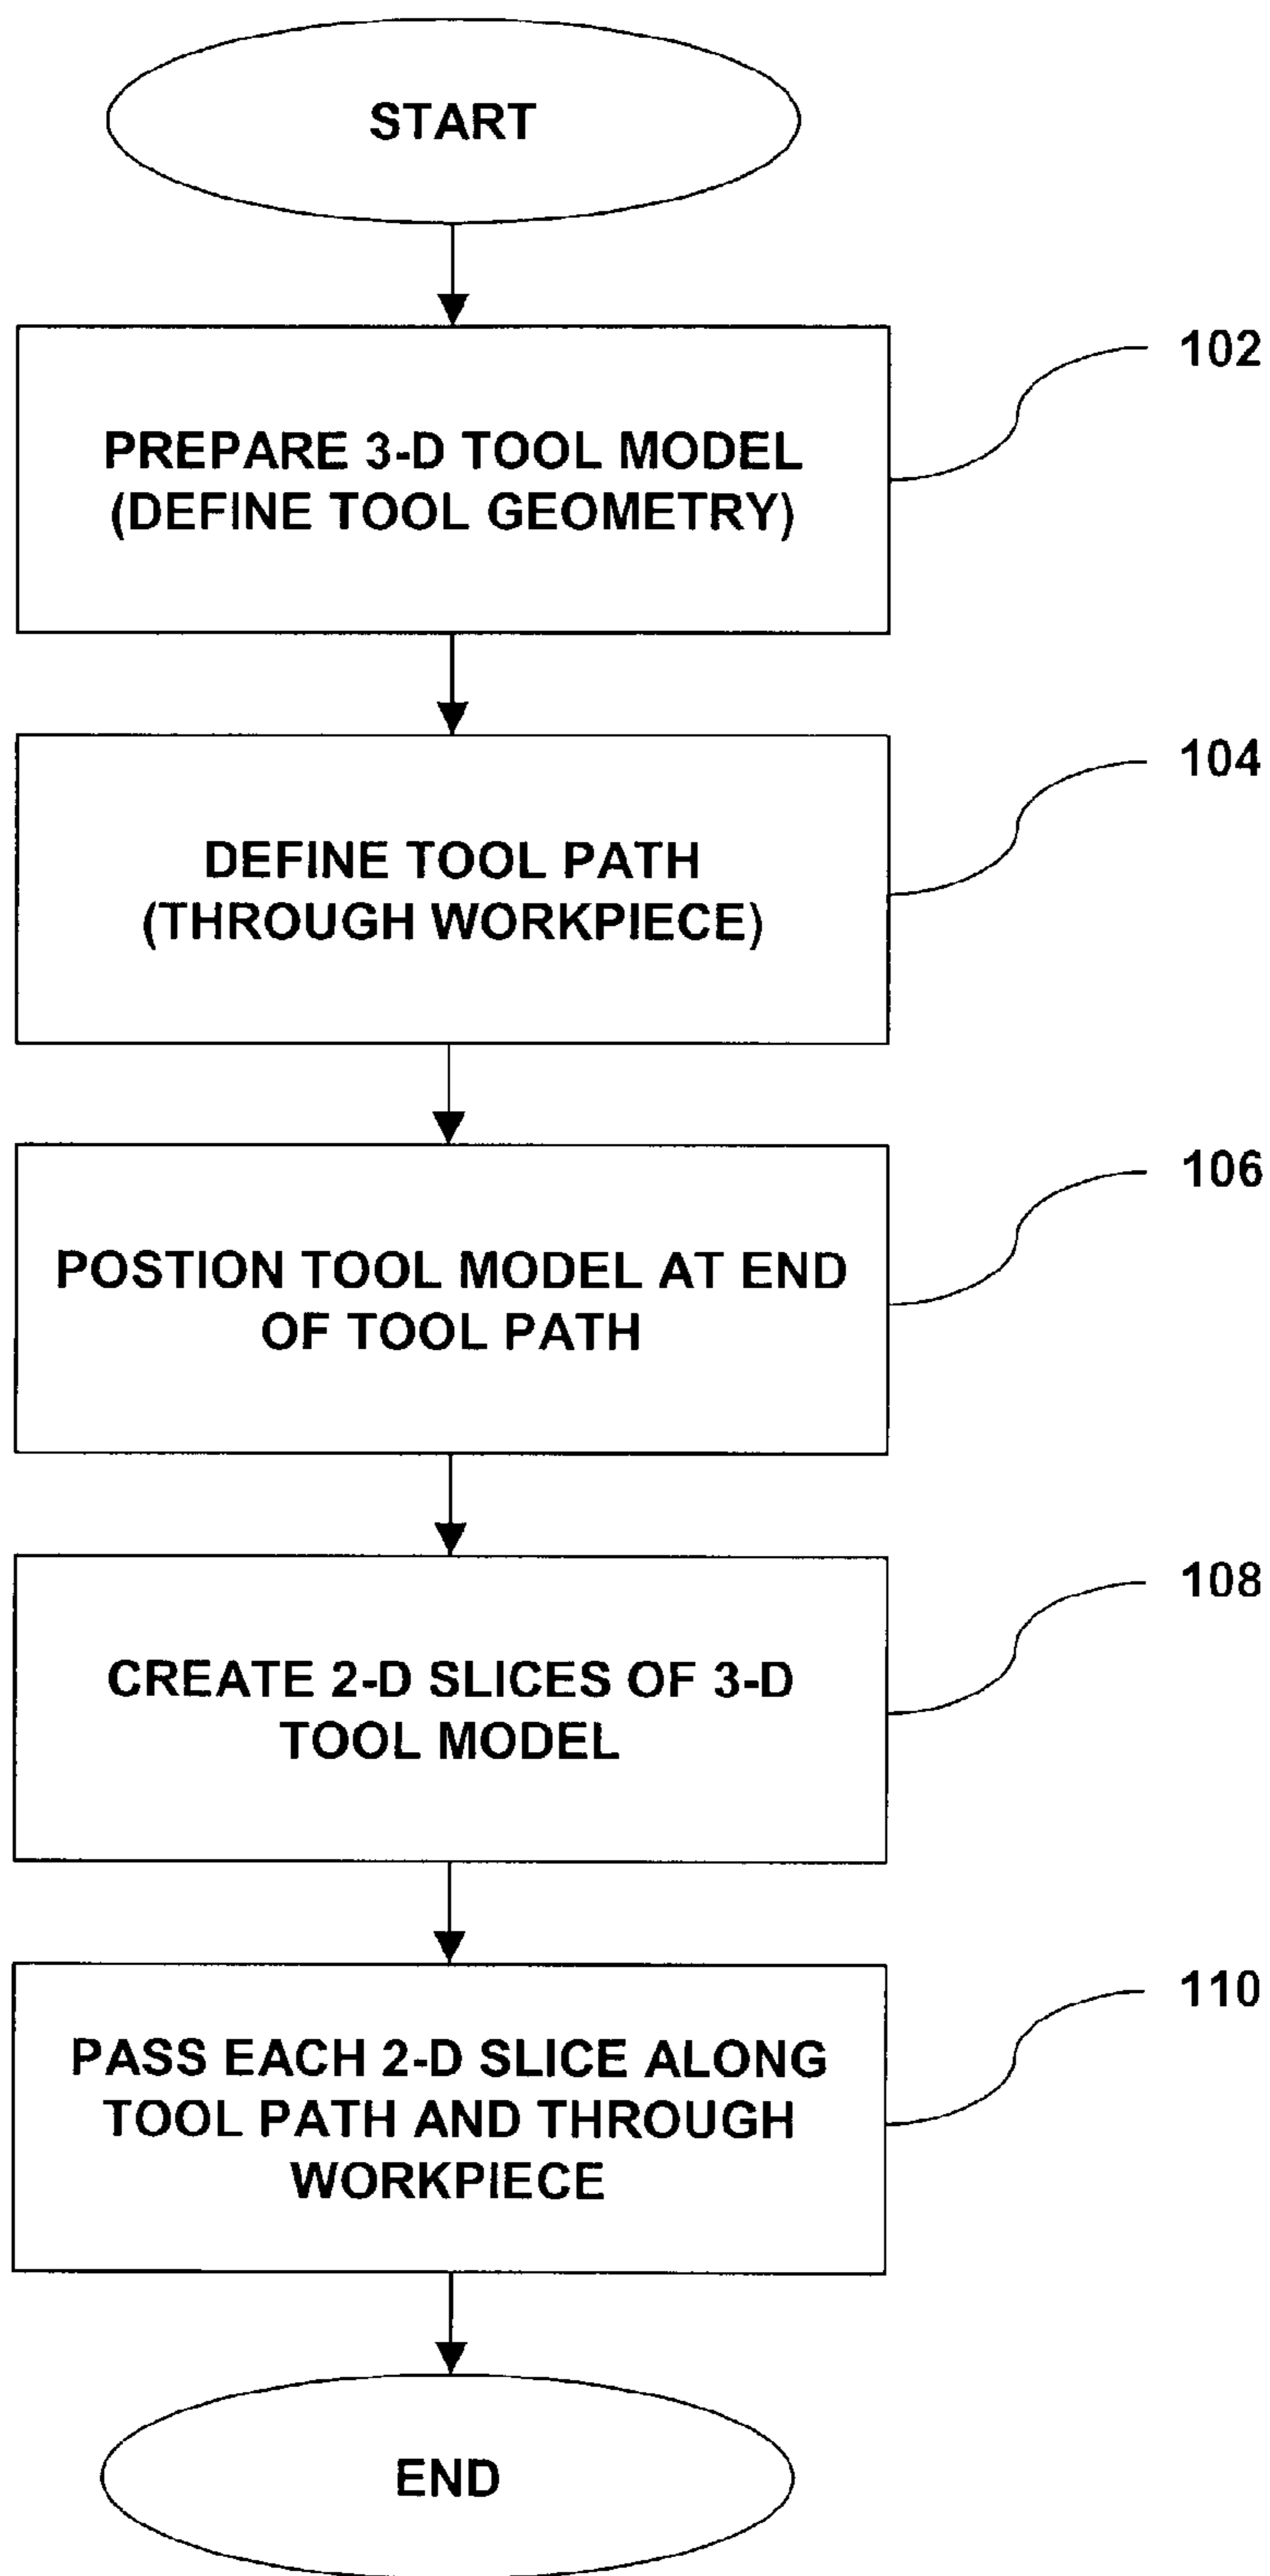 START
102
PREPARE 3-D TOOL MODEL
(DEFINE TOOL GEOMETRY)
104
DEFINE TOOL PATH
(THROUGH WORKPIECE)
106
POSTION TOOL MODEL AT END
OF TOOL PATH
108
CREATE 2-D SLICES OF 3-D
TOOL MODEL
110
PASS EACH 2-D SLICE ALONG
TOOL PATH AND THROUGH
WORKPIECE
END